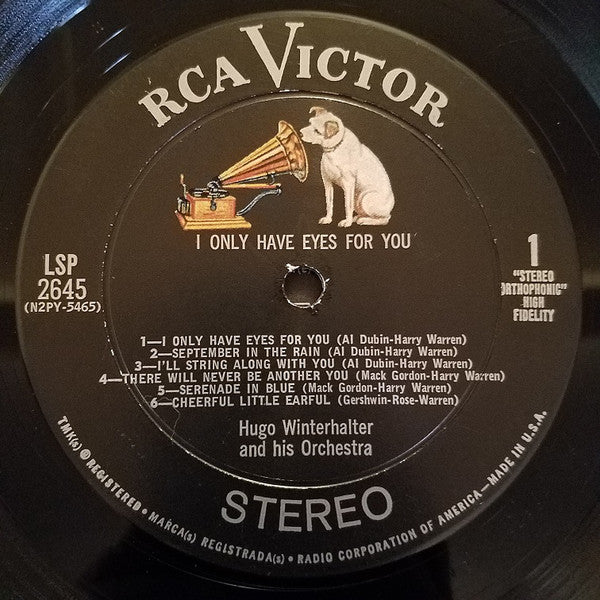 RCA VICTOR
I ONLY HAVE EYES FOR YOU
LSP
2645
(N2PY-5465)
1
"STEREO
ORTHOPHONIC"
HIGH
FIDELITY
1—I ONLY HAVE EYES FOR YOU (Al Dubin-Harry Warren)
2—SEPTEMBER IN THE RAIN (Al Dubin-Harry Warren)
3—I'LL STRING ALONG WITH YOU (Al Dubin-Harry Warren)
4—THERE WILL NEVER BE ANOTHER YOU (Mack Gordon-Harry Warren)
5—SERENADE IN BLUE (Mack Gordon-Harry Warren)
6—CHEERFUL LITTLE EARFUL (Gershwin-Rose-Warren)
Hugo Winterhalter
and his Orchestra
STEREO
TMK(s) ® REGISTERED • MARCA(s) REGISTRADA(s) • RADIO CORPORATION OF AMERICA—MADE IN U.S.A.